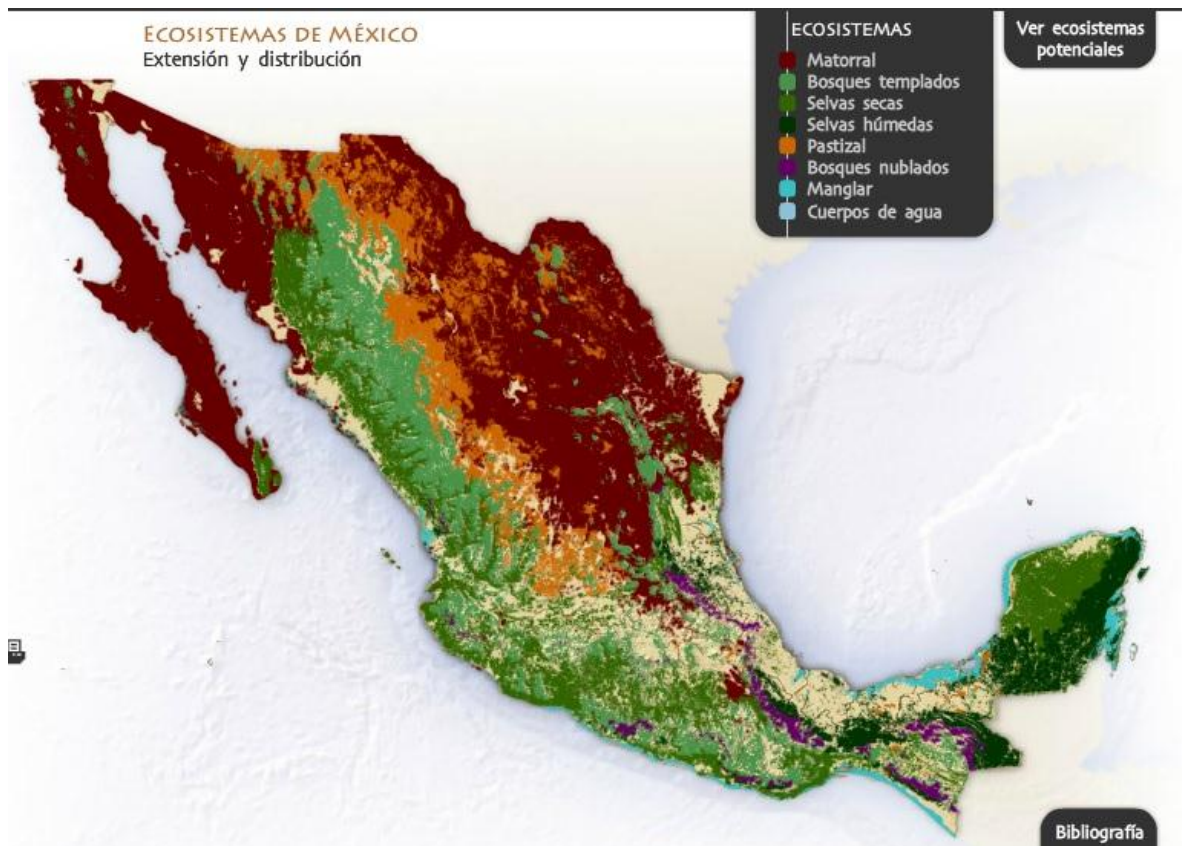 ECOSISTEMAS DE MÉXICO
Extensión y distribución
ECOSISTEMAS
Matorral
Bosques templados
Selvas secas
Selvas húmedas
Pastizal
Bosques nublados
Manglar
Cuerpos de agua
Ver ecosistemas
potenciales
Bibliografía